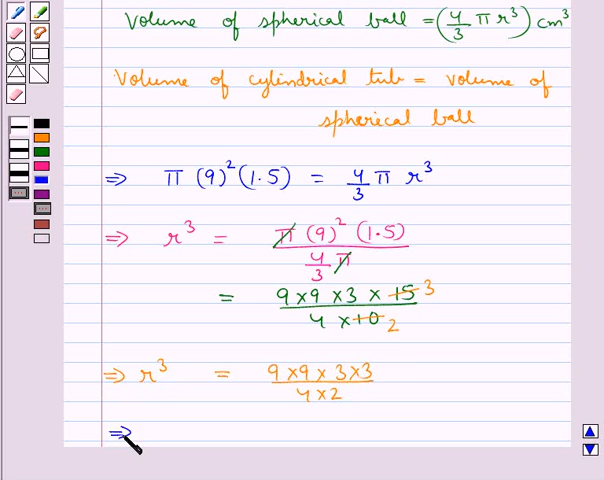 Volume of spherical ball = (4/3 π r³) cm³
Volume of cylindrical tub = volume of
spherical ball
⇒ π (9)² (1·5) = 4/3 π r³
⇒ r³ = π (9)² (1·5) / 4/3 π
= 9 × 9 × 3 × 15 3 / 4 × 10 2
⇒ r³ = 9 × 9 × 3 × 3 / 4 × 2
⇒